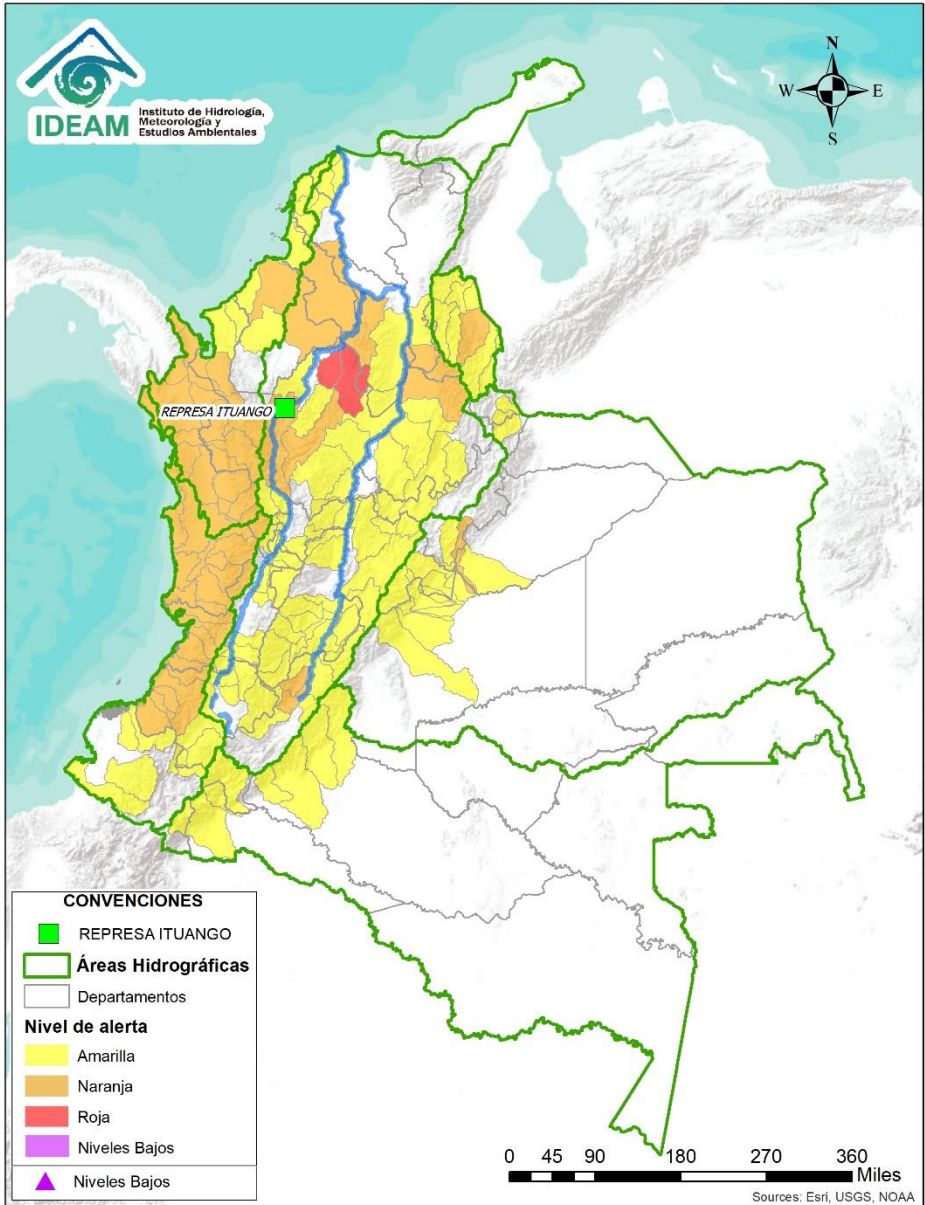 IDEAM
Instituto de Hidrología,
Meteorología y
Estudios Ambientales
N
W
E
S
REPRESA ITUANGO
CONVENCIONES
REPRESA ITUANGO
Áreas Hidrográficas
Departamentos
Nivel de alerta
Amarilla
Naranja
Roja
Niveles Bajos
Niveles Bajos
0 45 90 180 270 360
Miles
Sources: Esri, USGS, NOAA